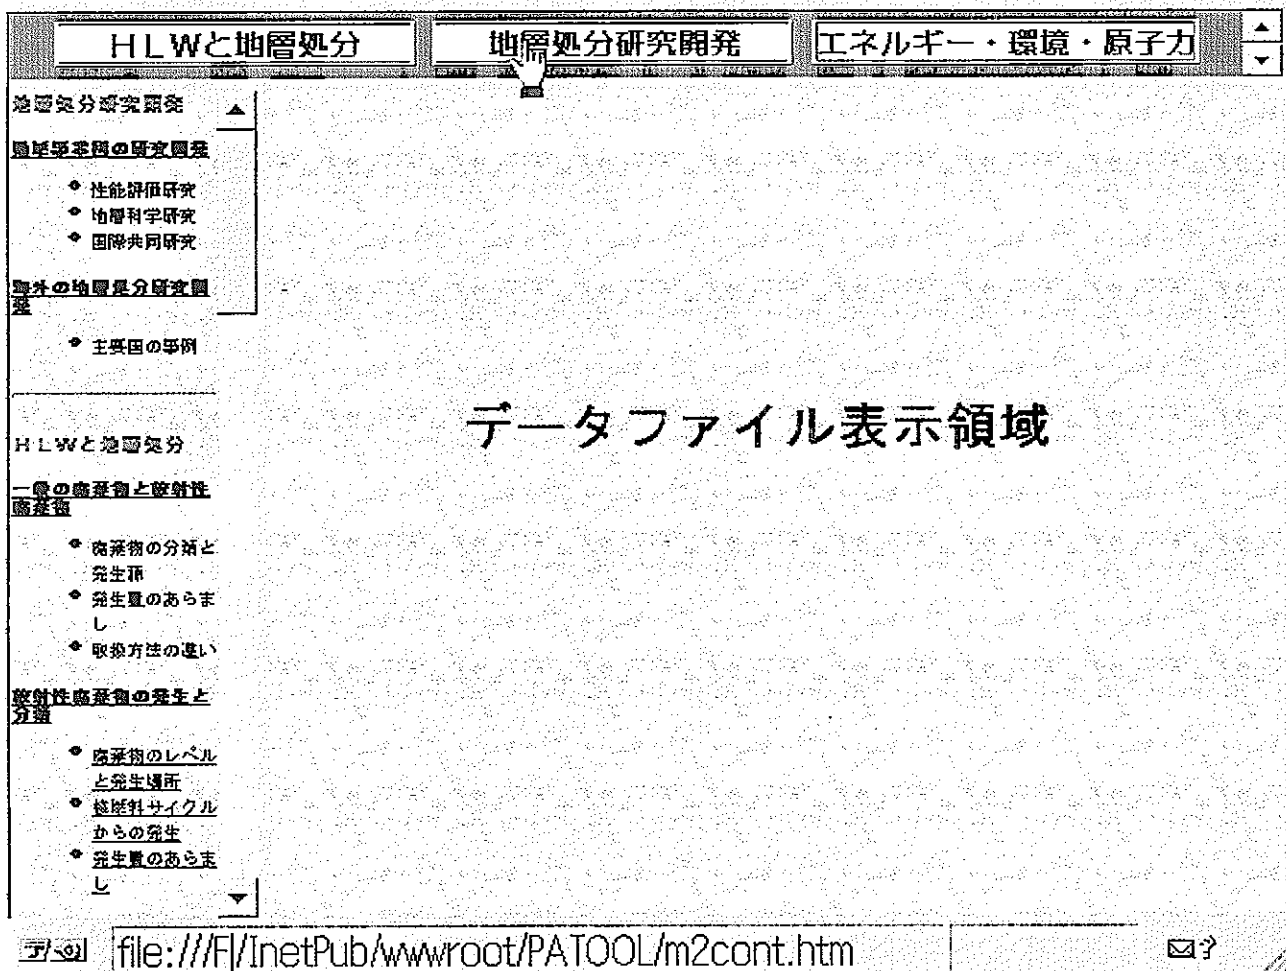 HLWと地層処分
地層処分研究開発
エネルギー・環境・原子力
地層処分研究開発
動燃事業団の研究開発
性能評価研究
地層科学研究
国際共同研究
海外の地層処分研究開
発
主要国の事例
HLWと地層処分
一般の廃棄物と放射性
廃棄物
廃棄物の分類と
発生源
発生量のあらま
し
取扱方法の違い
放射性廃棄物の発生と
分類
廃棄物のレベル
と発生場所
核燃料サイクル
からの発生
発生量のあらま
し
データファイル表示領域
file:///F|/InetPub/wwwroot/PATOOL/m2cont.htm